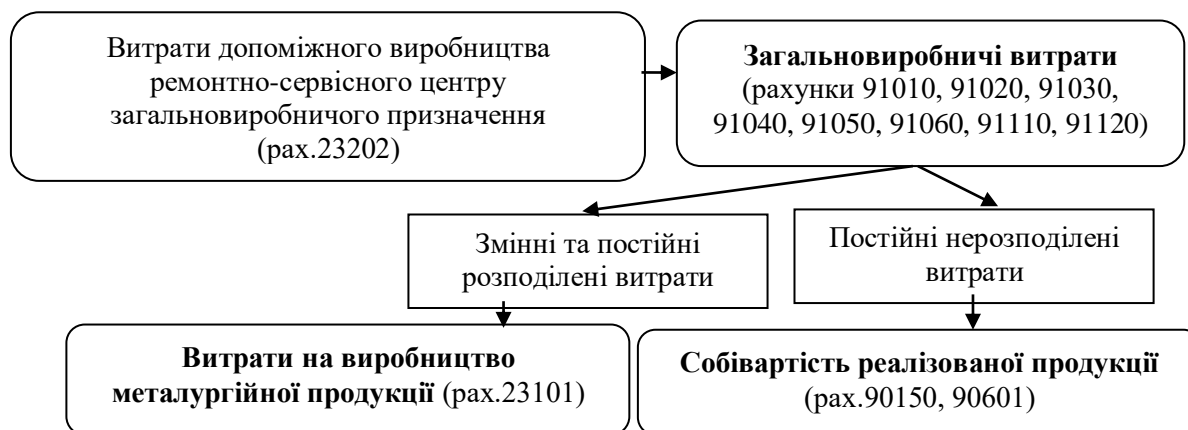 Витрати допоміжного виробництва
ремонтно-сервісного центру
загальновиробничого призначення
(рах.23202)
Загальновиробничі витрати
(рахунки 91010, 91020, 91030,
91040, 91050, 91060, 91110, 91120)
Змінні та постійні
розподілені витрати
Постійні нерозподілені
витрати
Витрати на виробництво
металургійної продукції (рах.23101)
Собівартість реалізованої продукції
(рах.90150, 90601)